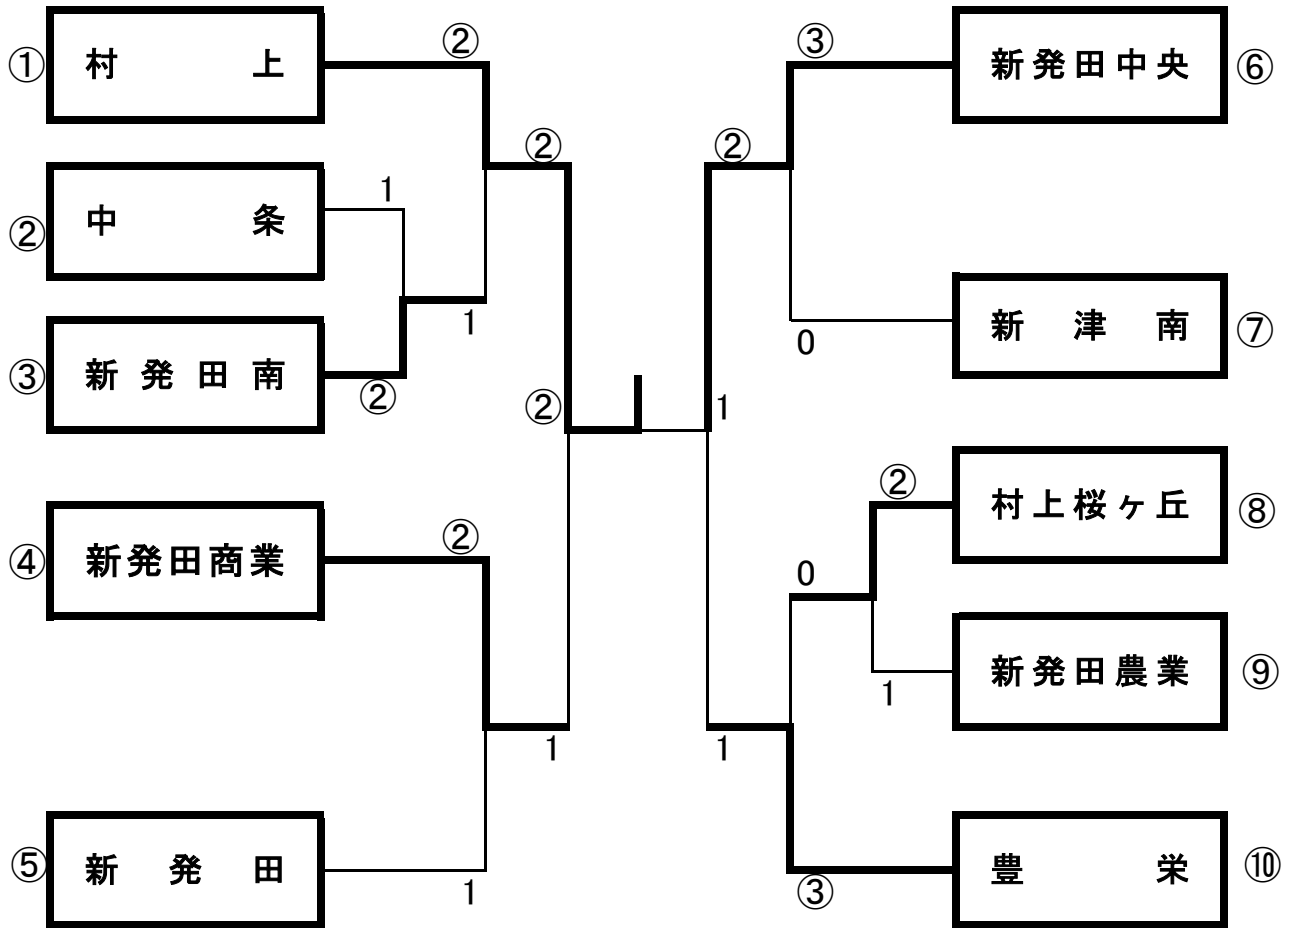 ① 村上 ②
② 中条 1
③ 新発田南 ②
1
②
④ 新発田商業 ②
⑤ 新発田 1
1
②
③ 新発田中央 ⑥
0 新津南 ⑦
②
② 村上桜ヶ丘 ⑧
1 新発田農業 ⑨
0
③ 豊栄 ⑩
1
1